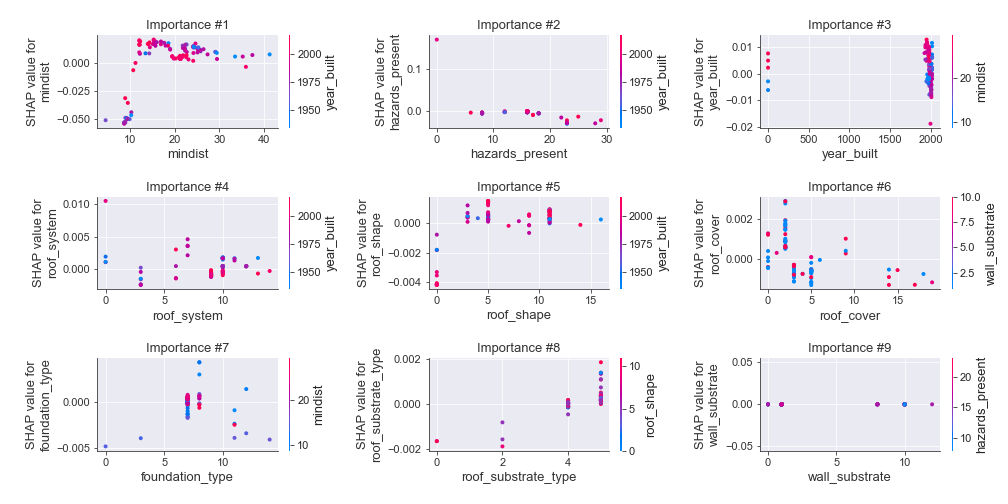 Importance #1
SHAP value for
mindist
0.000
−0.025
−0.050
10 20 30 40
mindist
2000
1975
1950
year_built
Importance #2
SHAP value for
hazards_present
0.1
0.0
0 10 20 30
hazards_present
2000
1975
1950
year_built
Importance #3
SHAP value for
year_built
0.01
0.00
−0.01
−0.02
0 500 1000 1500 2000
year_built
20
10
mindist
Importance #4
SHAP value for
roof_system
0.010
0.005
0.000
0 5 10
roof_system
2000
1975
1950
year_built
Importance #5
SHAP value for
roof_shape
0.000
−0.002
−0.004
0 5 10 15
roof_shape
2000
1975
1950
year_built
Importance #6
SHAP value for
roof_cover
0.002
0.000
0 5 10 15
roof_cover
10.0
7.5
5.0
2.5
wall_substrate
Importance #7
SHAP value for
foundation_type
0.000
−0.005
0 5 10
foundation_type
20
10
mindist
Importance #8
SHAP value for
roof_substrate_type
0.002
0.000
−0.002
0 2 4
roof_substrate_type
10
5
0
roof_shape
Importance #9
SHAP value for
wall_substrate
0.05
0.00
−0.05
0 5 10
wall_substrate
20
15
10
hazards_present